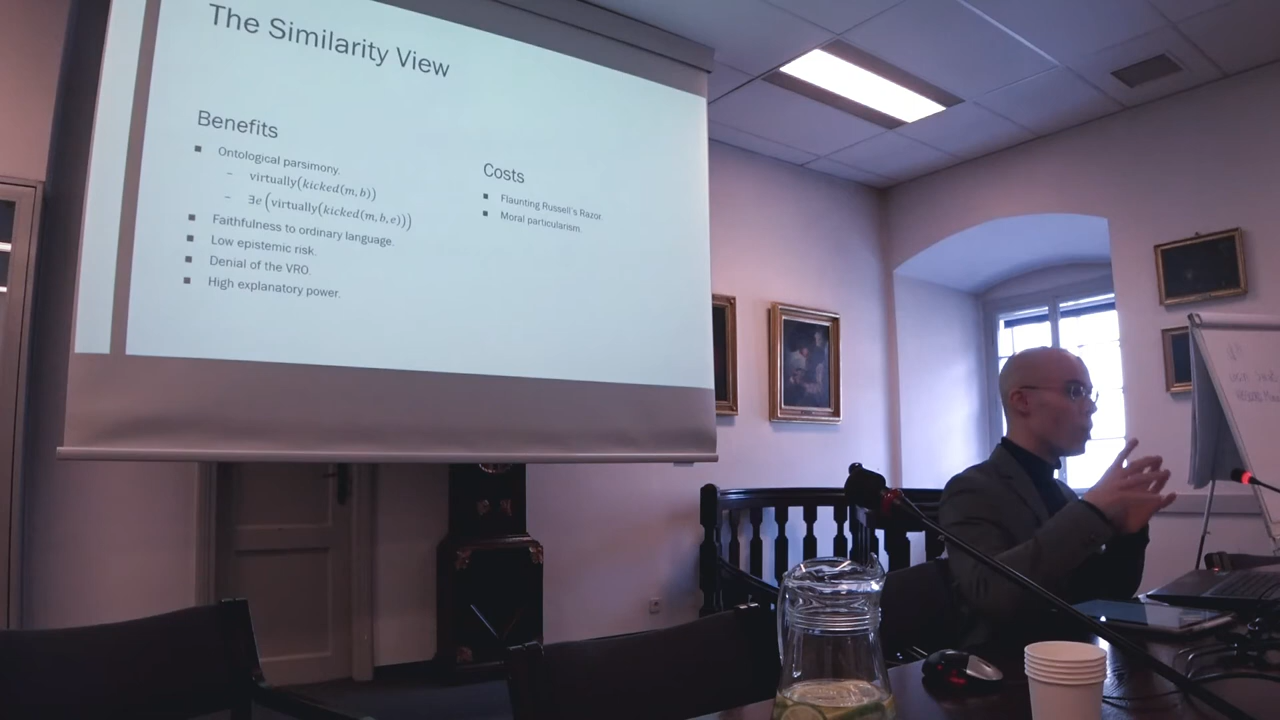 The Similarity View
Benefits
▪ Ontological parsimony.
– virtually(kicked(m, b))
– ∃e (virtually(kicked(m, b, e)))
▪ Faithfulness to ordinary language.
▪ Low epistemic risk.
▪ Denial of the VRO.
▪ High explanatory power.
Costs
▪ Flaunting Russell's Razor.
▪ Moral particularism.